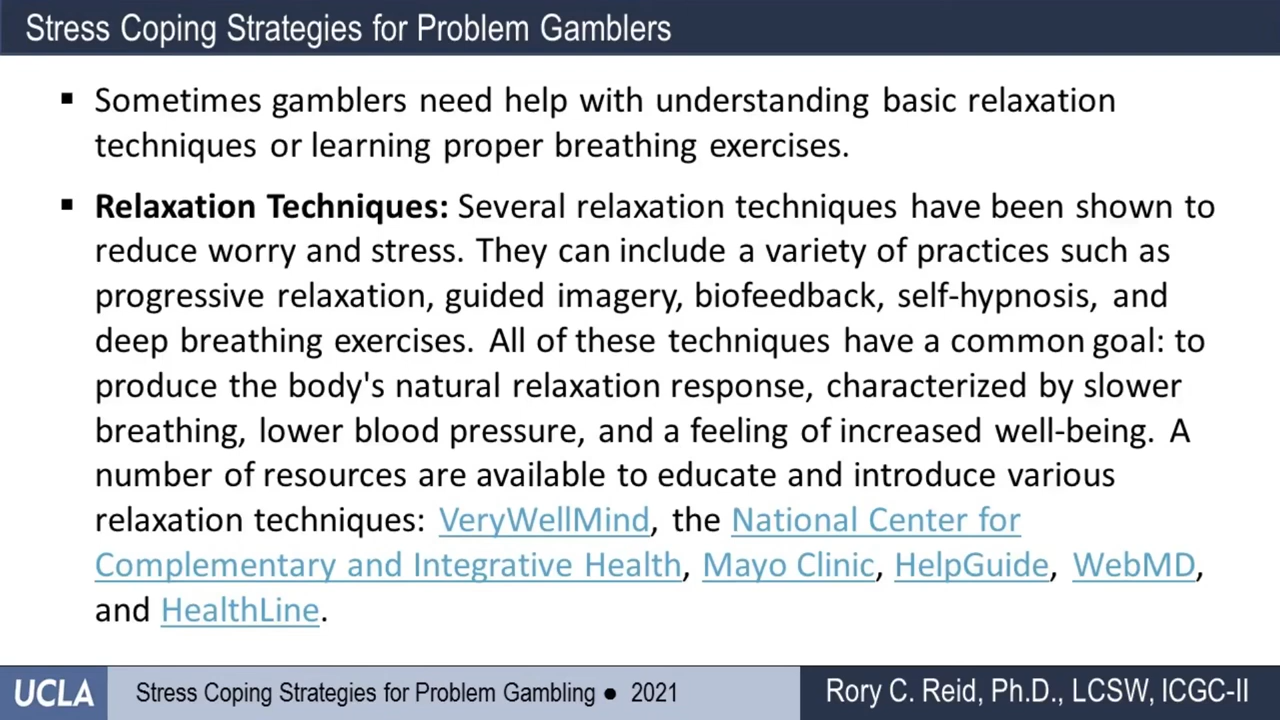 Stress Coping Strategies for Problem Gamblers
▪ Sometimes gamblers need help with understanding basic relaxation
techniques or learning proper breathing exercises.
▪ Relaxation Techniques: Several relaxation techniques have been shown to
reduce worry and stress. They can include a variety of practices such as
progressive relaxation, guided imagery, biofeedback, self-hypnosis, and
deep breathing exercises. All of these techniques have a common goal: to
produce the body's natural relaxation response, characterized by slower
breathing, lower blood pressure, and a feeling of increased well-being. A
number of resources are available to educate and introduce various
relaxation techniques: VeryWellMind, the National Center for
Complementary and Integrative Health, Mayo Clinic, HelpGuide, WebMD,
and HealthLine.
UCLA
Stress Coping Strategies for Problem Gambling ● 2021
Rory C. Reid, Ph.D., LCSW, ICGC-II